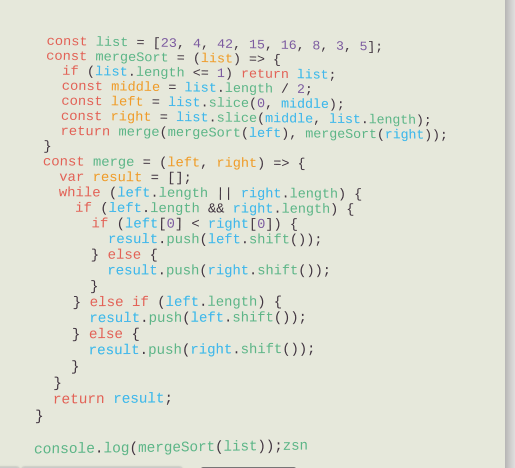 const list = [23, 4, 42, 15, 16, 8, 3, 5];
const mergeSort = (list) => {
if (list.length <= 1) return list;
const middle = list.length / 2;
const left = list.slice(0, middle);
const right = list.slice(middle, list.length);
return merge(mergeSort(left), mergeSort(right));
}
const merge = (left, right) => {
var result = [];
while (left.length || right.length) {
if (left.length && right.length) {
if (left[0] < right[0]) {
result.push(left.shift());
} else {
result.push(right.shift());
}
} else if (left.length) {
result.push(left.shift());
} else {
result.push(right.shift());
}
}
return result;
}
console.log(mergeSort(list));zsn